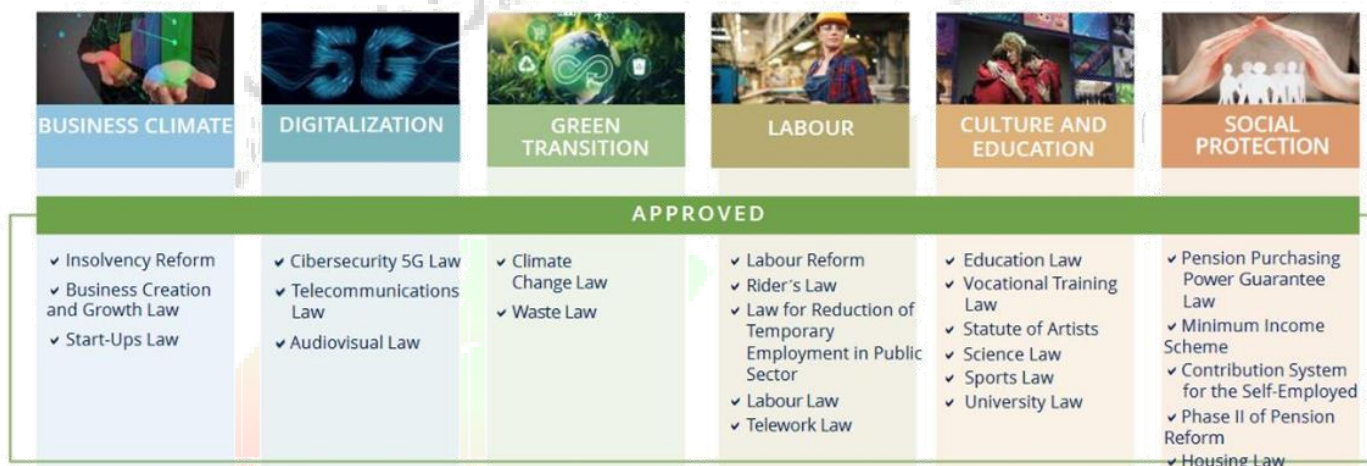 5G
BUSINESS CLIMATE
DIGITALIZATION
GREEN
TRANSITION
LABOUR
CULTURE AND
EDUCATION
SOCIAL
PROTECTION
APPROVED
✓ Insolvency Reform
✓ Business Creation
and Growth Law
✓ Start-Ups Law
✓ Cibersecurity 5G Law
✓ Telecommunications
Law
✓ Audiovisual Law
✓ Climate
Change Law
✓ Waste Law
✓ Labour Reform
✓ Rider´s Law
✓ Law for Reduction of
Temporary
Employment in Public
Sector
✓ Labour Law
✓ Telework Law
✓ Education Law
✓ Vocational Training
Law
✓ Statute of Artists
✓ Science Law
✓ Sports Law
✓ University Law
✓ Pension Purchasing
Power Guarantee
Law
✓ Minimum Income
Scheme
✓ Contribution System
for the Self-Employed
✓ Phase II of Pension
Reform
✓ Housing Law